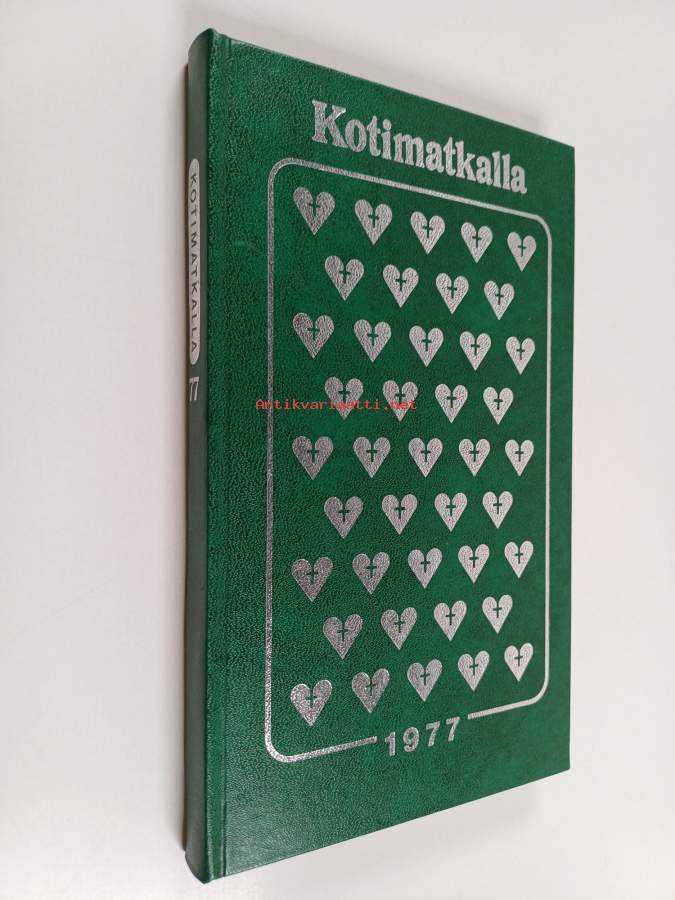 Kotimatkalla
KOTIMATKALLA 77
Antikvariaatti.net
1977